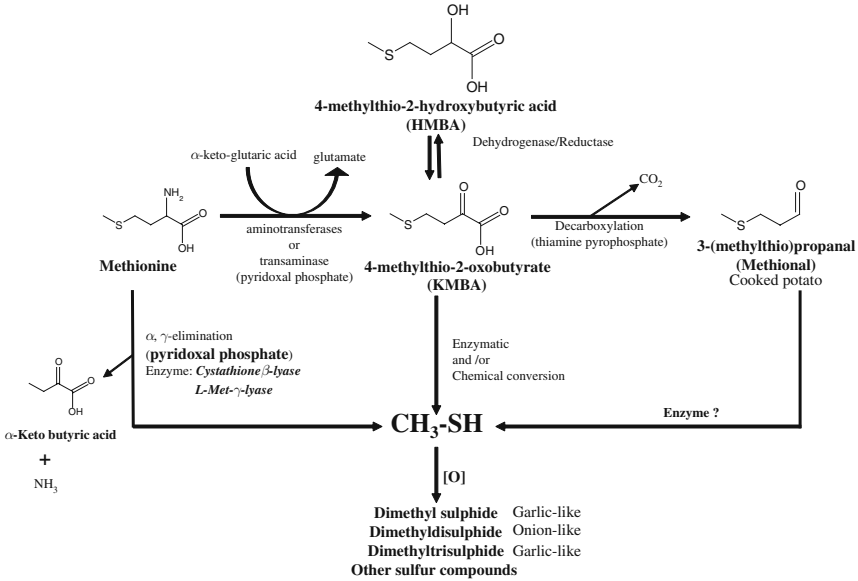 OH
O
S
OH
4-methylthio-2-hydroxybutyric acid
(HMBA)
Dehydrogenase/Reductase
α-keto-glutaric acid
glutamate
NH2
S
O
OH
Methionine
aminotransferases
or
transaminase
(pyridoxal phosphate)
O
S
O
OH
4-methylthio-2-oxobutyrate
(KMBA)
CO2
Decarboxylation
(thiamine pyrophosphate)
O
S
3-(methylthio)propanal
(Methional)
Cooked potato
α, γ-elimination
(pyridoxal phosphate)
Enzyme: Cystathioneβ-lyase
L-Met-γ-lyase
O
O
OH
α-Keto butyric acid
+
NH3
Enzymatic
and /or
Chemical conversion
Enzyme ?
CH3-SH
[O]
Dimethyl sulphide Garlic-like
Dimethyldisulphide Onion-like
Dimethyltrisulphide Garlic-like
Other sulfur compounds